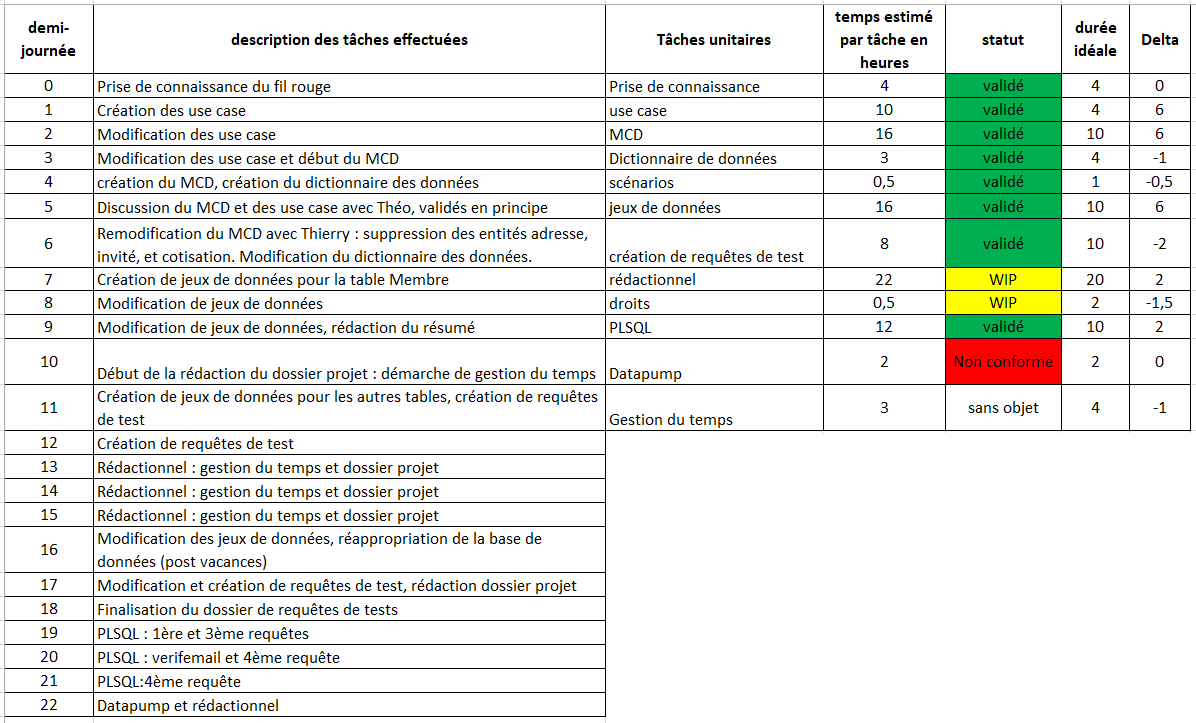 demi-journée description des tâches effectuées Tâches unitaires temps estimé par tâche en heures statut durée idéale Delta
0 Prise de connaissance du fil rouge Prise de connaissance 4 validé 4 0
1 Création des use case use case 10 validé 4 6
2 Modification des use case MCD 16 validé 10 6
3 Modification des use case et début du MCD Dictionnaire de données 3 validé 4 -1
4 création du MCD, création du dictionnaire des données scénarios 0,5 validé 1 -0,5
5 Discussion du MCD et des use case avec Théo, validés en principe jeux de données 16 validé 10 6
6 Remodification du MCD avec Thierry : suppression des entités adresse,
invité, et cotisation. Modification du dictionnaire des données. création de requêtes de test 8 validé 10 -2
7 Création de jeux de données pour la table Membre rédactionnel 22 WIP 20 2
8 Modification de jeux de données droits 0,5 WIP 2 -1,5
9 Modification de jeux de données, rédaction du résumé PLSQL 12 validé 10 2
10 Début de la rédaction du dossier projet : démarche de gestion du temps Datapump 2 Non conforme 2 0
11 Création de jeux de données pour les autres tables, création de requêtes
de test Gestion du temps 3 sans objet 4 -1
12 Création de requêtes de test
13 Rédactionnel : gestion du temps et dossier projet
14 Rédactionnel : gestion du temps et dossier projet
15 Rédactionnel : gestion du temps et dossier projet
16 Modification des jeux de données, réappropriation de la base de
données (post vacances)
17 Modification et création de requêtes de test, rédaction dossier projet
18 Finalisation du dossier de requêtes de tests
19 PLSQL : 1ère et 3ème requêtes
20 PLSQL : verifemail et 4ème requête
21 PLSQL:4ème requête
22 Datapump et rédactionnel